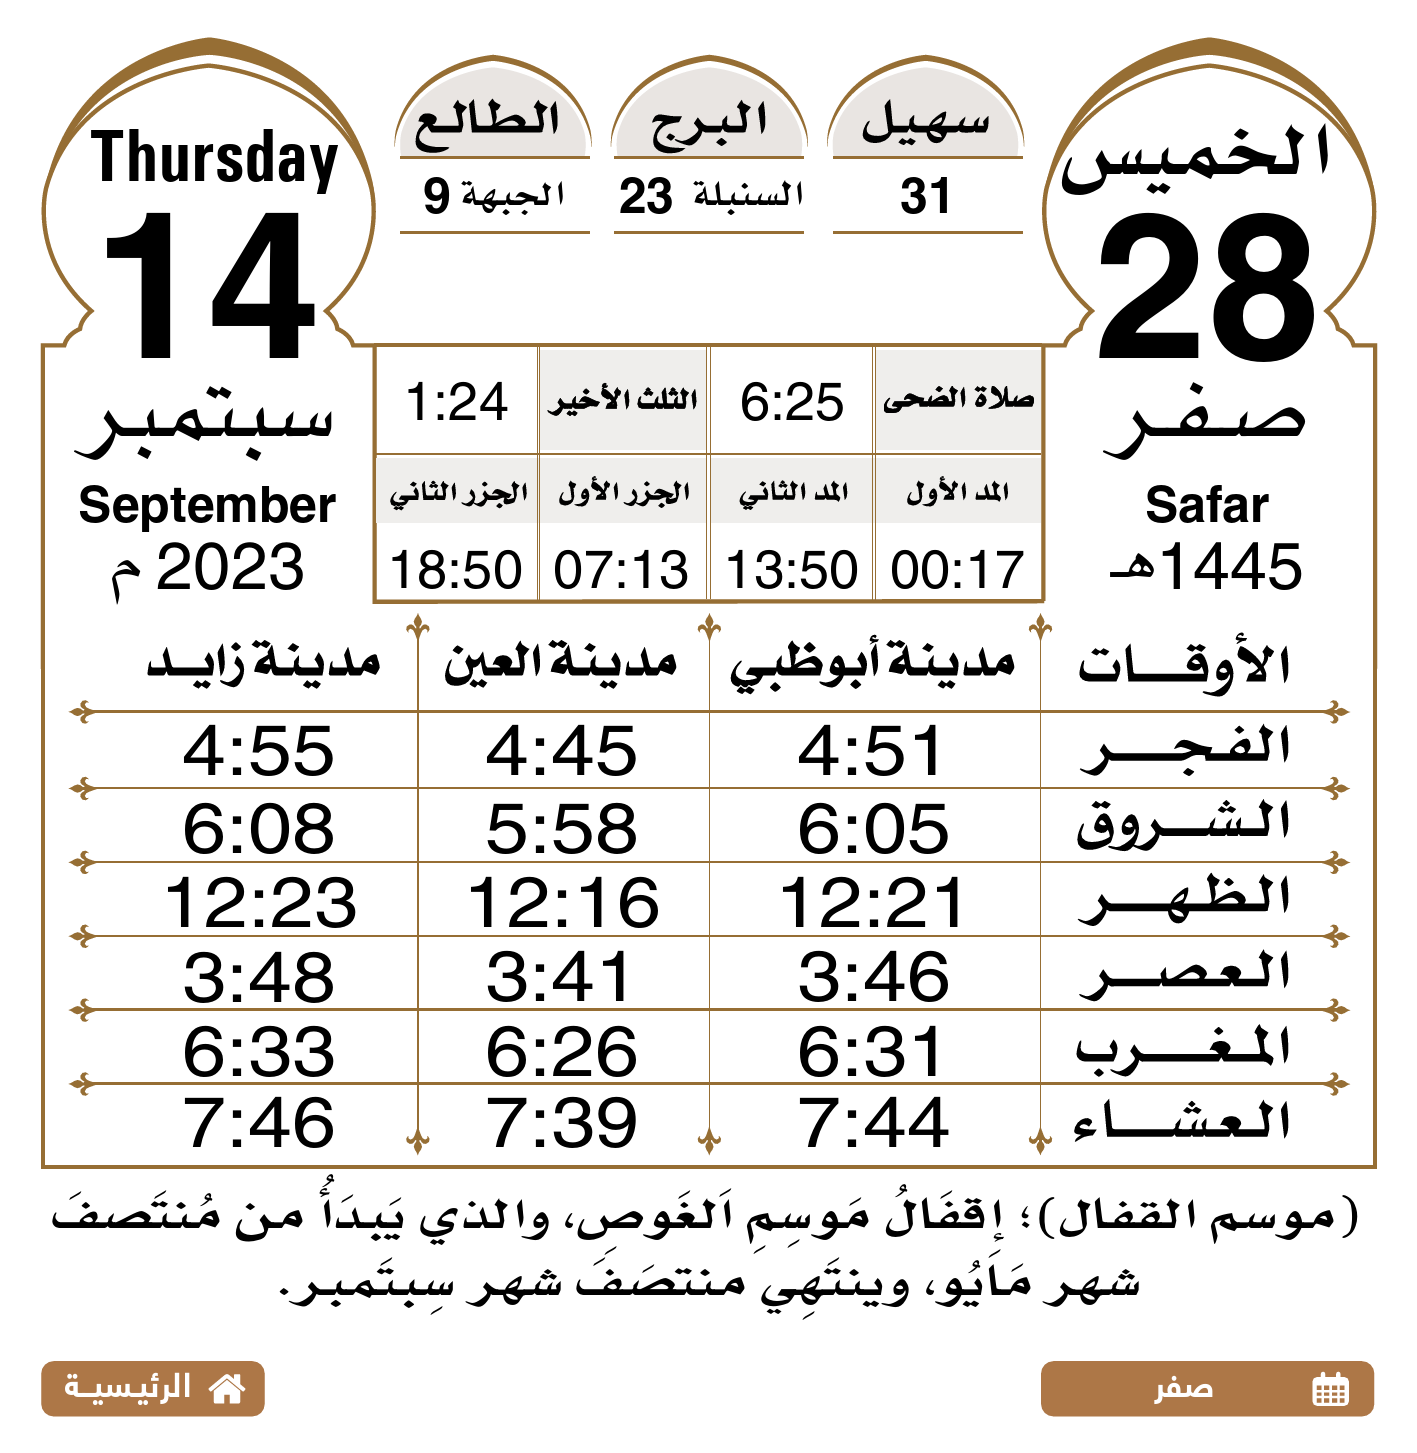 الخميس
28
صفر
Safar
1445هـ
سهيل
31
البرج
السنبلة 23
الطالع
الجبهة 9
Thursday
14
سبتمبر
September
2023 م
صلاة الضحى 6:25 الثلث الأخير 1:24
المد الأول المد الثاني الجزر الأول الجزر الثاني
00:17 13:50 07:13 18:50
الأوقات مدينة أبوظبي مدينة العين مدينة زايد
الفجر 4:51 4:45 4:55
الشروق 6:05 5:58 6:08
الظهر 12:21 12:16 12:23
العصر 3:46 3:41 3:48
المغرب 6:31 6:26 6:33
العشاء 7:44 7:39 7:46
(موسم القفال)؛ إقفَالُ مَوسِمِ اَلغَوصِ، والذي يَبدَأُ من مُنتَصفَ
شهر مَايُو، وينتَهِي منتصَفَ شهر سِبتَمبر.
صفر
الرئيسية